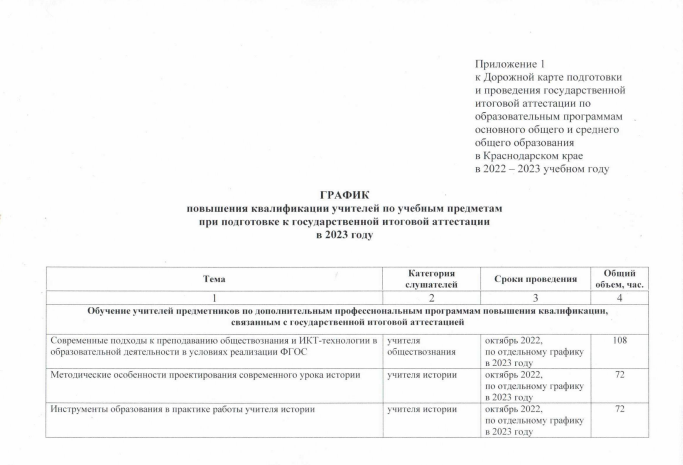 Приложение 1
к Дорожной карте подготовки
и проведения государственной
итоговой аттестации по
образовательным программам
основного общего и среднего
общего образования
в Краснодарском крае
в 2022 – 2023 учебном году
ГРАФИК
повышения квалификации учителей по учебным предметам
при подготовке к государственной итоговой аттестации
в 2023 году
Тема
Категория
слушателей
Сроки проведения
Общий
объем, час.
1 2 3 4
Обучение учителей предметников по дополнительным профессиональным программам повышения квалификации,
связанным с государственной итоговой аттестацией
Современные подходы к преподаванию обществознания и ИКТ-технологии в
образовательной деятельности в условиях реализации ФГОС
учителя
обществознания
октябрь 2022,
по отдельному графику
в 2023 году
108
Методические особенности проектирования современного урока истории
учителя истории
октябрь 2022,
по отдельному графику
в 2023 году
72
Инструменты образования в практике работы учителя истории
учителя истории
октябрь 2022,
по отдельному графику
в 2023 году
72